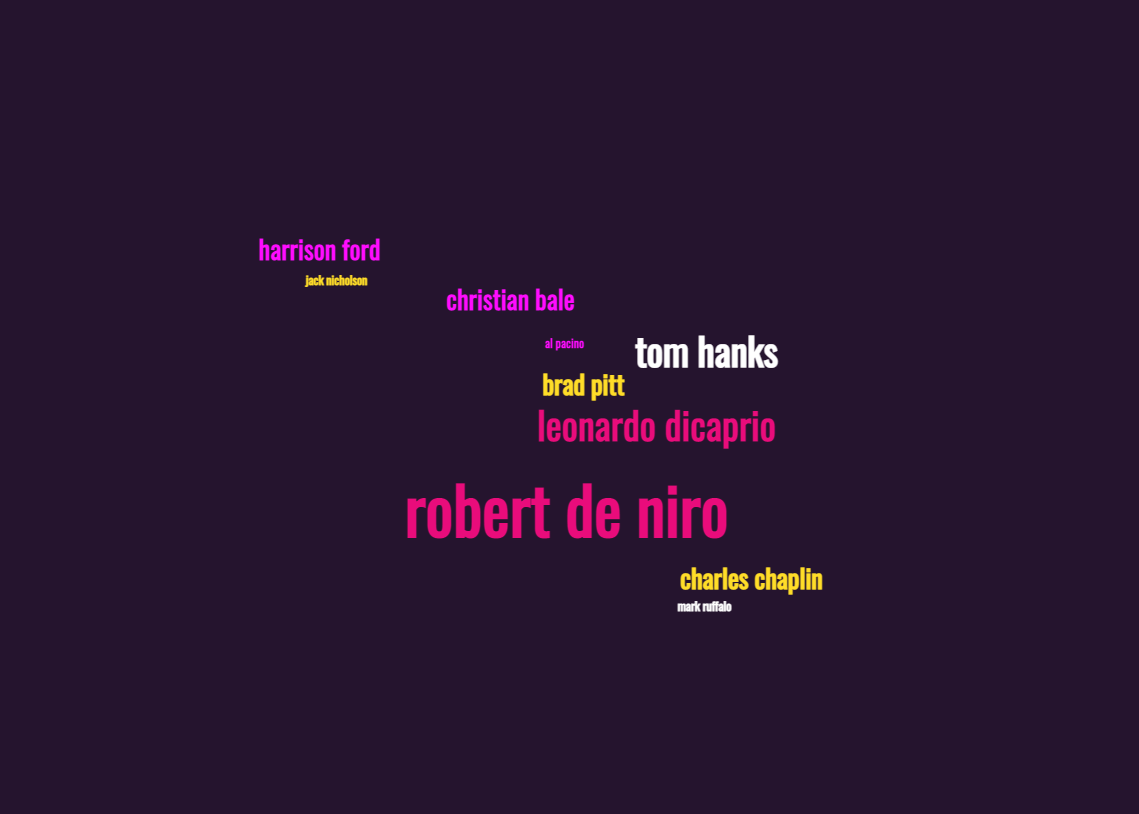 harrison ford
jack nicholson
christian bale
al pacino
tom hanks
brad pitt
leonardo dicaprio
robert de niro
charles chaplin
mark ruffalo